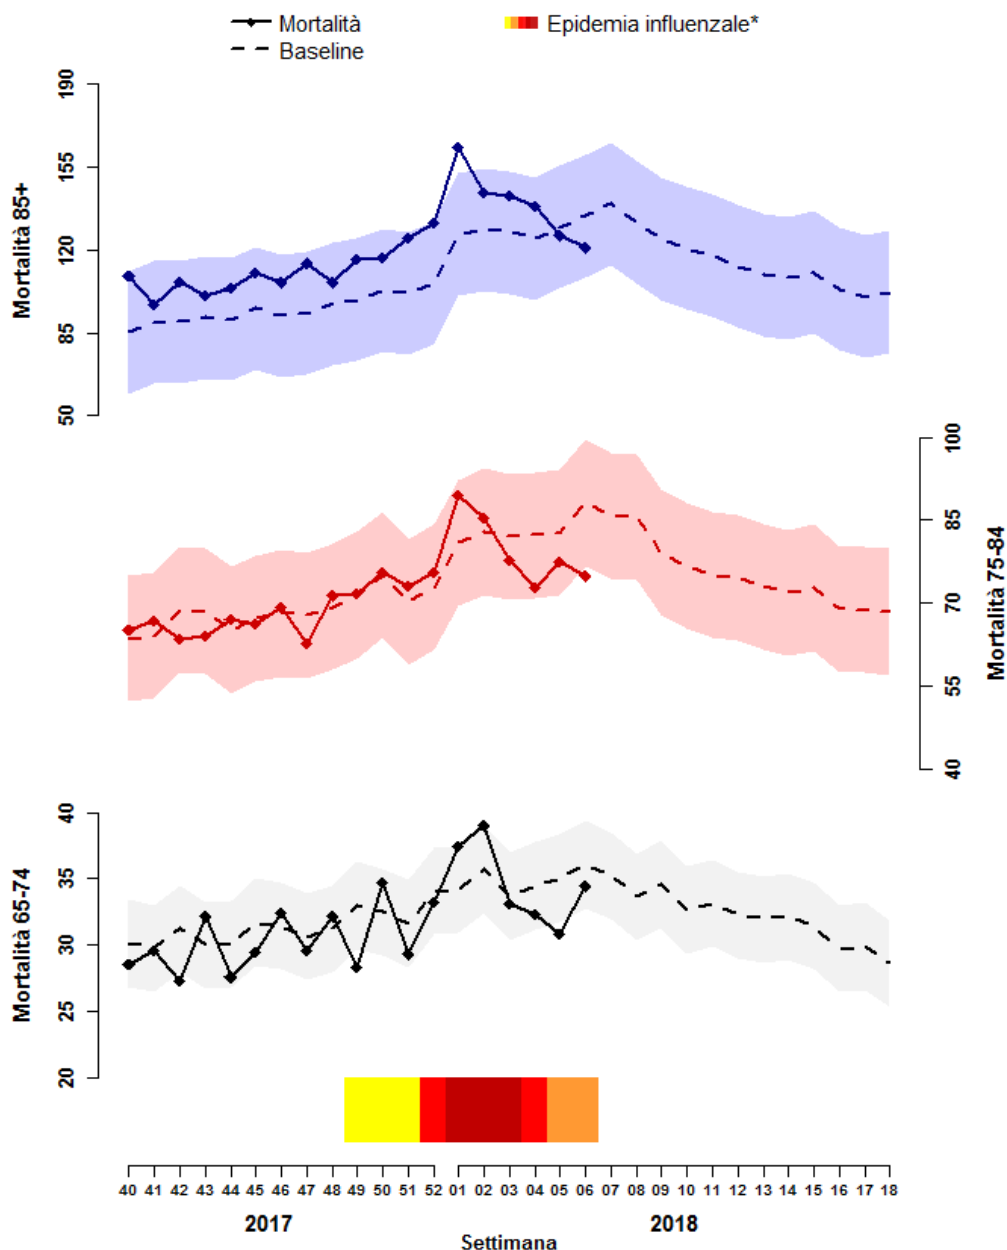 Mortalità
Epidemia influenzale*
Baseline
Mortalità 85+
190
155
120
85
50
Mortalità 75-84
100
85
70
55
40
Mortalità 65-74
40
35
30
25
20
40 41 42 43 44 45 46 47 48 49 50 51 52 01 02 03 04 05 06 07 08 09 10 11 12 13 14 15 16 17 18
2017 2018
Settimana